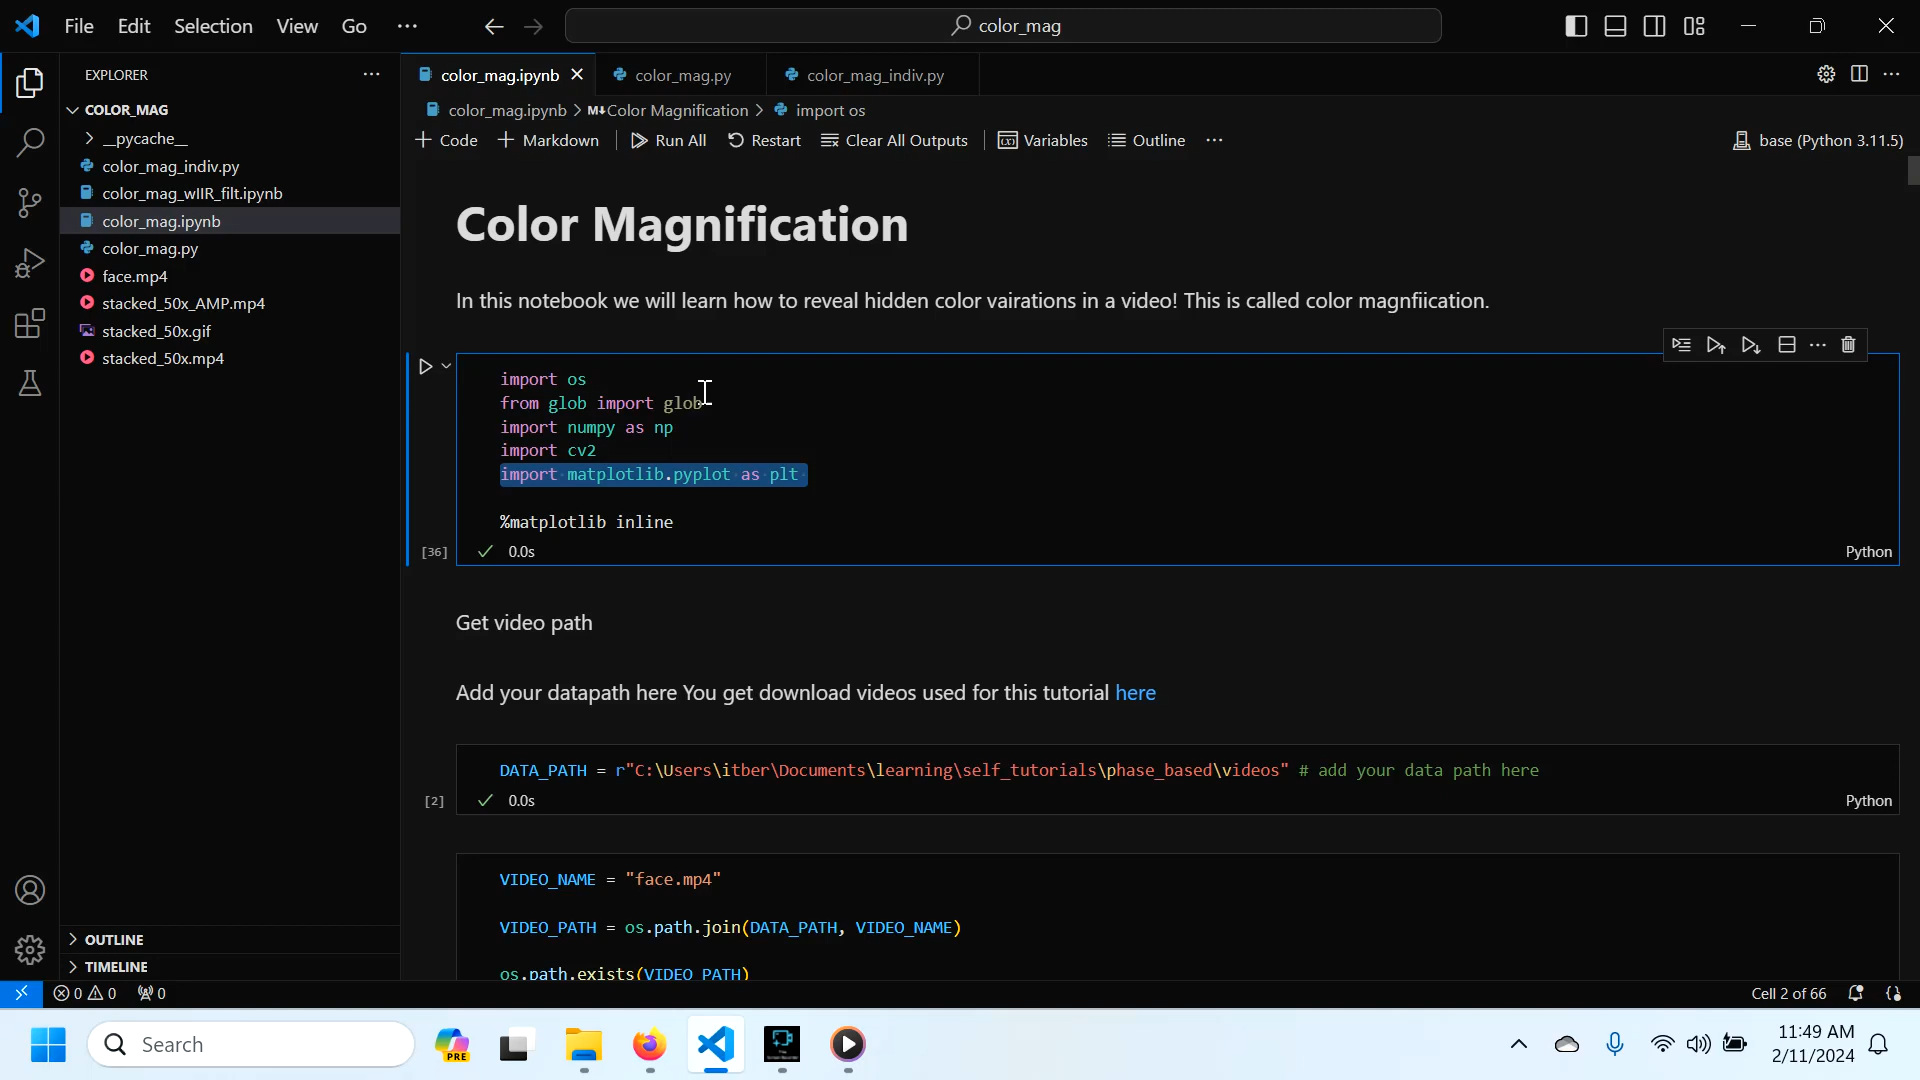 File Edit Selection View Go ···
color_mag
EXPLORER ···
COLOR_MAG
__pycache__
color_mag_indiv.py
color_mag_wIIR_filt.ipynb
color_mag.ipynb
color_mag.py
face.mp4
stacked_50x_AMP.mp4
stacked_50x.gif
stacked_50x.mp4
OUTLINE
TIMELINE
color_mag.ipynb color_mag.py color_mag_indiv.py
color_mag.ipynb > M↓Color Magnification > import os
+ Code + Markdown Run All Restart Clear All Outputs Variables Outline ··· base (Python 3.11.5)
Color Magnification
In this notebook we will learn how to reveal hidden color vairations in a video! This is called color magnfiication.
import os
from glob import glob
import numpy as np
import cv2
import matplotlib.pyplot as plt
%matplotlib inline
[36] 0.0s Python
Get video path
Add your datapath here You get download videos used for this tutorial here
DATA_PATH = r"C:\Users\itber\Documents\learning\self_tutorials\phase_based\videos" # add your data path here
[2] 0.0s Python
VIDEO_NAME = "face.mp4"
VIDEO_PATH = os.path.join(DATA_PATH, VIDEO_NAME)
os.path.exists(VIDEO_PATH)
0 0 0 Cell 2 of 66
Search PRE 11:49 AM
2/11/2024